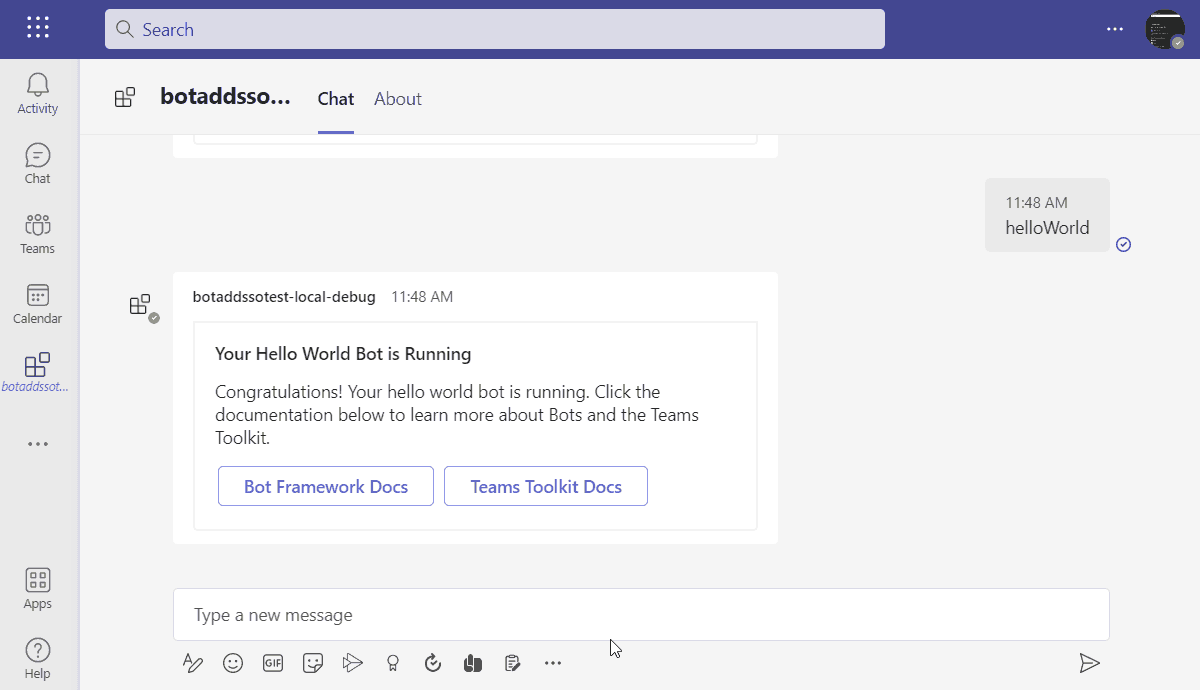 Search
botaddsso...
Chat
About
Activity
Chat
Teams
Calendar
botaddssot...
Apps
Help
11:48 AM
helloWorld
botaddssotest-local-debug 11:48 AM
Your Hello World Bot is Running
Congratulations! Your hello world bot is running. Click the
documentation below to learn more about Bots and the Teams
Toolkit.
Bot Framework Docs
Teams Toolkit Docs
Type a new message
GIF